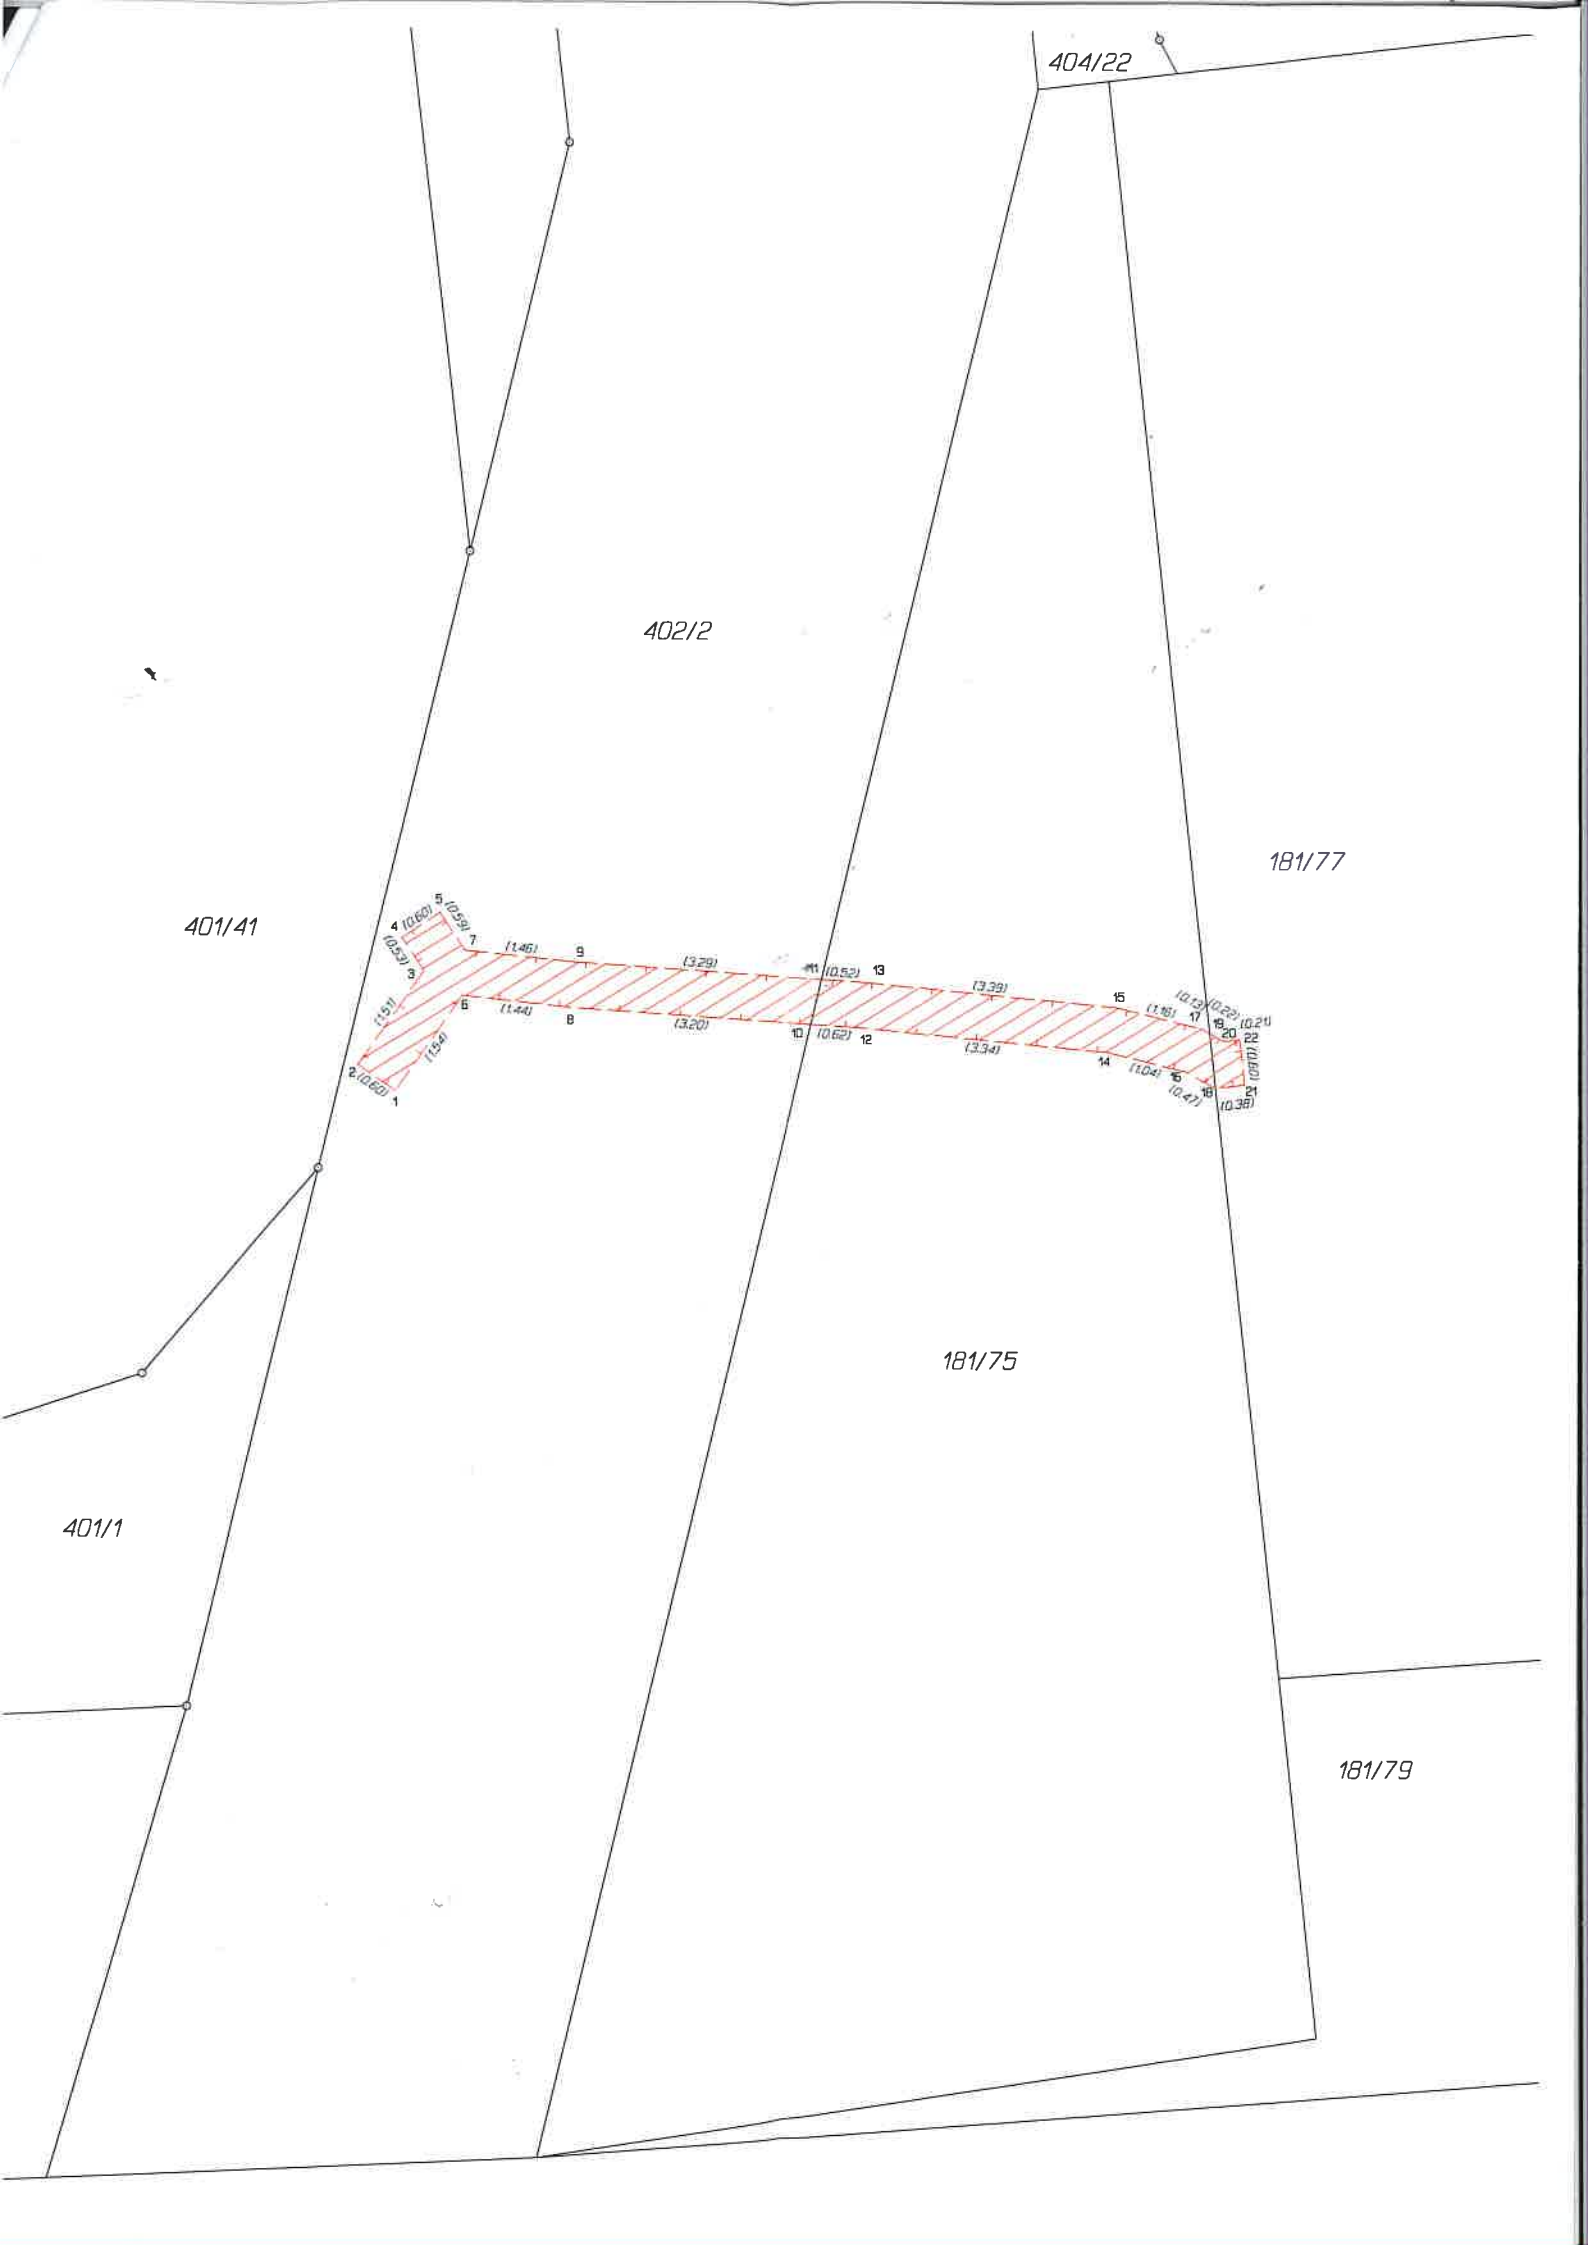 404/22
402/2
181/77
401/41
5
4 (0.60) (0.59)
(0.53) 7 (1.46) 9 (3.29) 11 (0.52) 13 (3.39) 15 (1.16) (0.13) (0.22) (0.21)
3 17 19 20 22
(1.51) 6 (1.44) 8 (3.20) 10 (0.62) 12 (3.34) 14 (1.04) 16 (0.60)
(1.54)
2 (0.60) 1 (0.47) 18 (0.38) 21
181/75
401/1
181/79